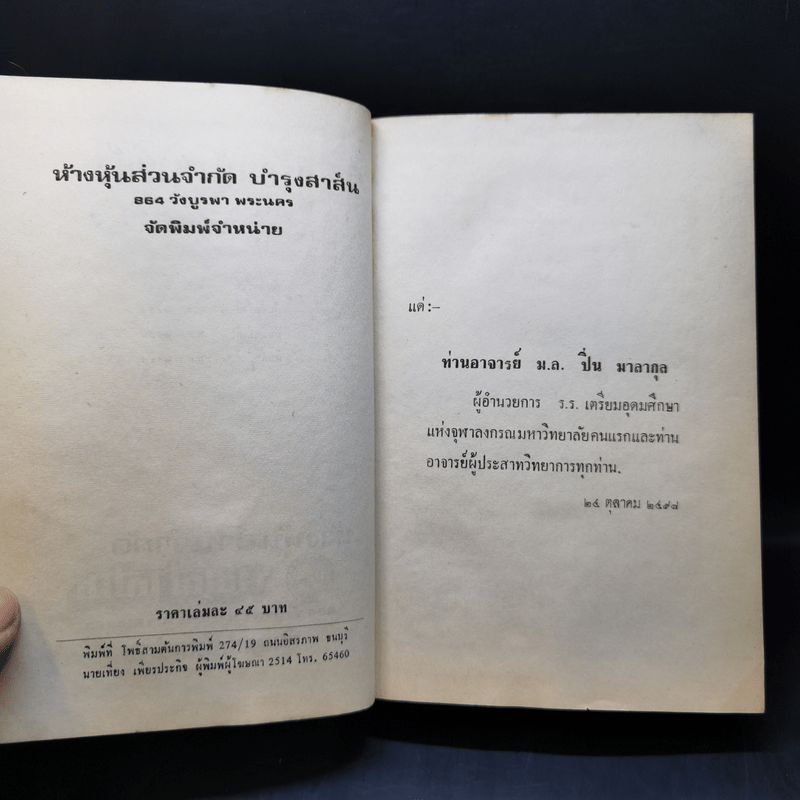 ห้างหุ้นส่วนจำกัด บำรุงสาส์น
864 วังบูรพา พระนคร
จัดพิมพ์จำหน่าย
ราคาเล่มละ ๔๕ บาท
พิมพ์ที่ โพธิ์สามต้นการพิมพ์ 274/19 ถนนอิสรภาพ ธนบุรี
นายเที่ยง เพียรประกิจ ผู้พิมพ์ผู้โฆษณา 2514 โทร. 65460
แด่ :–
ท่านอาจารย์ ม.ล. ปิ่น มาลากุล
ผู้อำนวยการ ร.ร. เตรียมอุดมศึกษา
แห่งจุฬาลงกรณมหาวิทยาลัยคนแรกและท่าน
อาจารย์ผู้ประสาทวิทยาการทุกท่าน.
๒๕ ตุลาคม ๒๔๙๗